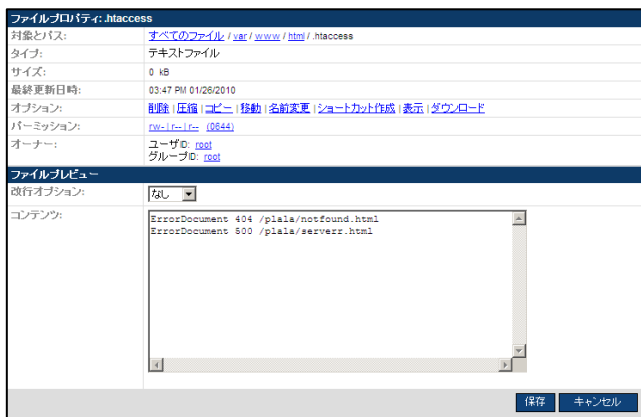 ファイルプロパティ: .htaccess
対象とパス: すべてのファイル / var / www / html / .htaccess
タイプ: テキストファイル
サイズ: 0 kB
最終更新日時: 03:47 PM 01/26/2010
オプション: 削除 | 圧縮 | コピー | 移動 | 名前変更 | ショートカット作成 | 表示 | ダウンロード
パーミッション: rw- | r-- | r-- (0644)
オーナー: ユーザID: root
グループID: root
ファイルプレビュー
改行オプション: なし
コンテンツ: ErrorDocument 404 /plala/notfound.html
ErrorDocument 500 /plala/serverr.html
保存 キャンセル